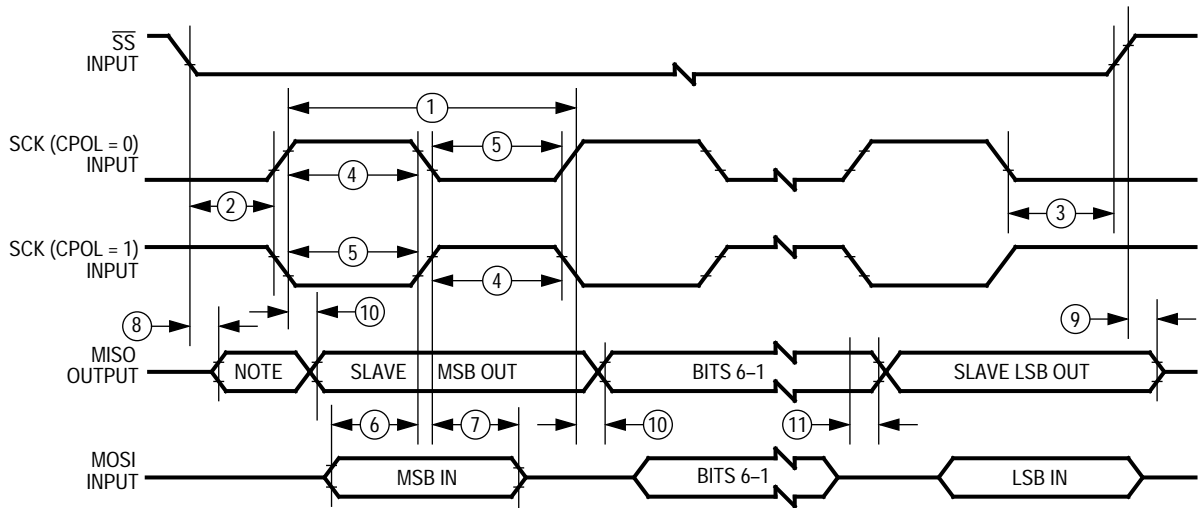 SS
INPUT
1
SCK (CPOL = 0)
INPUT
5
4
2
3
SCK (CPOL = 1)
INPUT
5
4
8
10
9
MISO
OUTPUT
NOTE
SLAVE MSB OUT
BITS 6–1
SLAVE LSB OUT
6
7
10
11
MOSI
INPUT
MSB IN
BITS 6–1
LSB IN